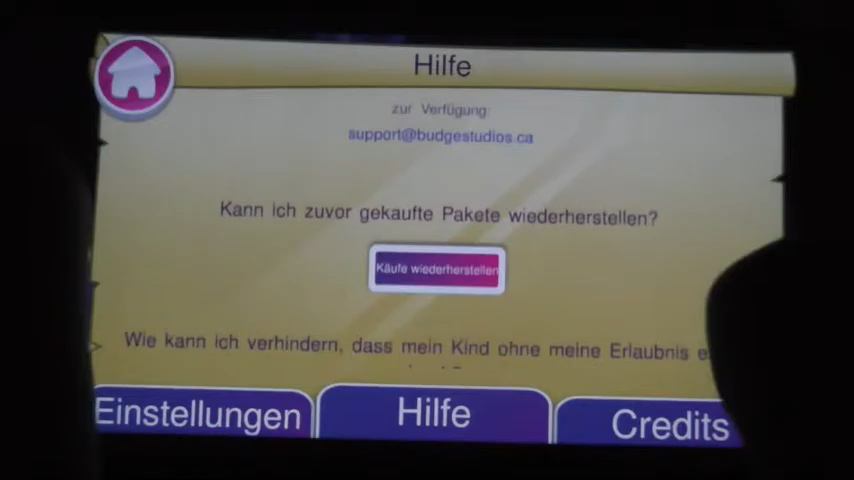 Hilfe
zur Verfügung:
support@budgestudios.ca
Kann ich zuvor gekaufte Pakete wiederherstellen?
Käufe wiederherstellen
Wie kann ich verhindern, dass mein Kind ohne meine Erlaubnis
Einstellungen
Hilfe
Credits